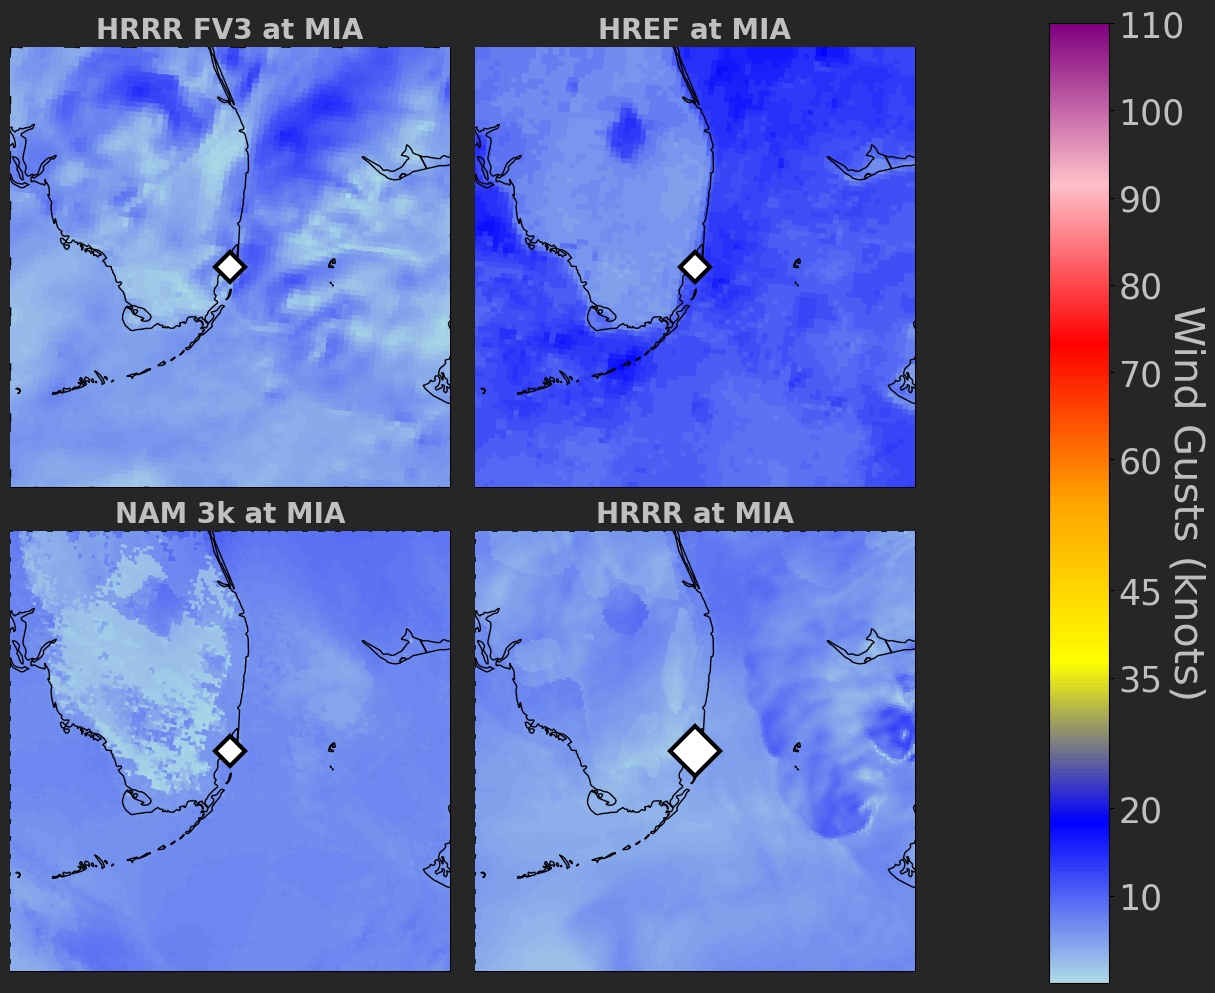 HRRR FV3 at MIA
HREF at MIA
NAM 3k at MIA
HRRR at MIA
110
100
90
80
70
60
45
35
20
10
Wind Gusts (knots)